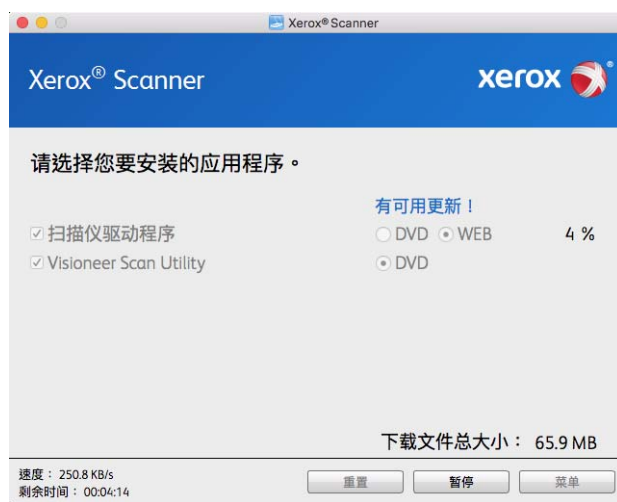 Xerox® Scanner
Xerox® Scanner
xerox
请选择您要安装的应用程序。
有可用更新！
扫描仪驱动程序 DVD WEB 4 %
Visioneer Scan Utility DVD
下载文件总大小： 65.9 MB
速度： 250.8 KB/s
剩余时间： 00:04:14
重置 暂停 菜单